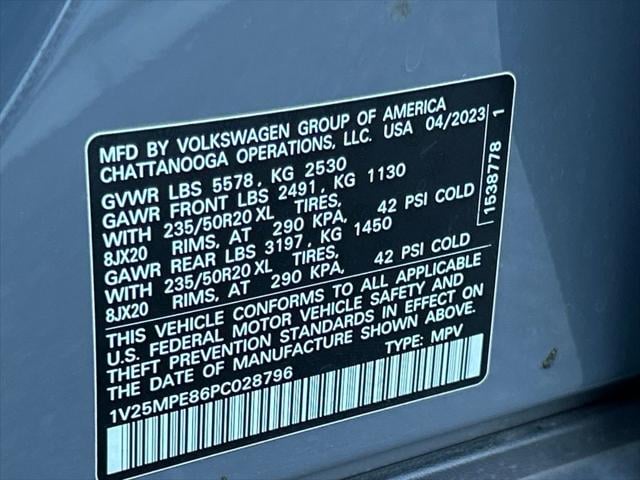 MFD BY VOLKSWAGEN GROUP OF AMERICA
CHATTANOOGA OPERATIONS, LLC. USA 04/2023
GVWR LBS 5578, KG 2530
GAWR FRONT LBS 2491, KG 1130
WITH 235/50R20 XL TIRES,
8JX20 RIMS, AT 290 KPA, 42 PSI COLD
GAWR REAR LBS 3197, KG 1450
WITH 235/50R20 XL TIRES,
8JX20 RIMS, AT 290 KPA, 42 PSI COLD
THIS VEHICLE CONFORMS TO ALL APPLICABLE
U.S. FEDERAL MOTOR VEHICLE SAFETY AND
THEFT PREVENTION STANDARDS IN EFFECT ON
THE DATE OF MANUFACTURE SHOWN ABOVE.
TYPE: MPV
1V25MPE86PC028796
1538778 1